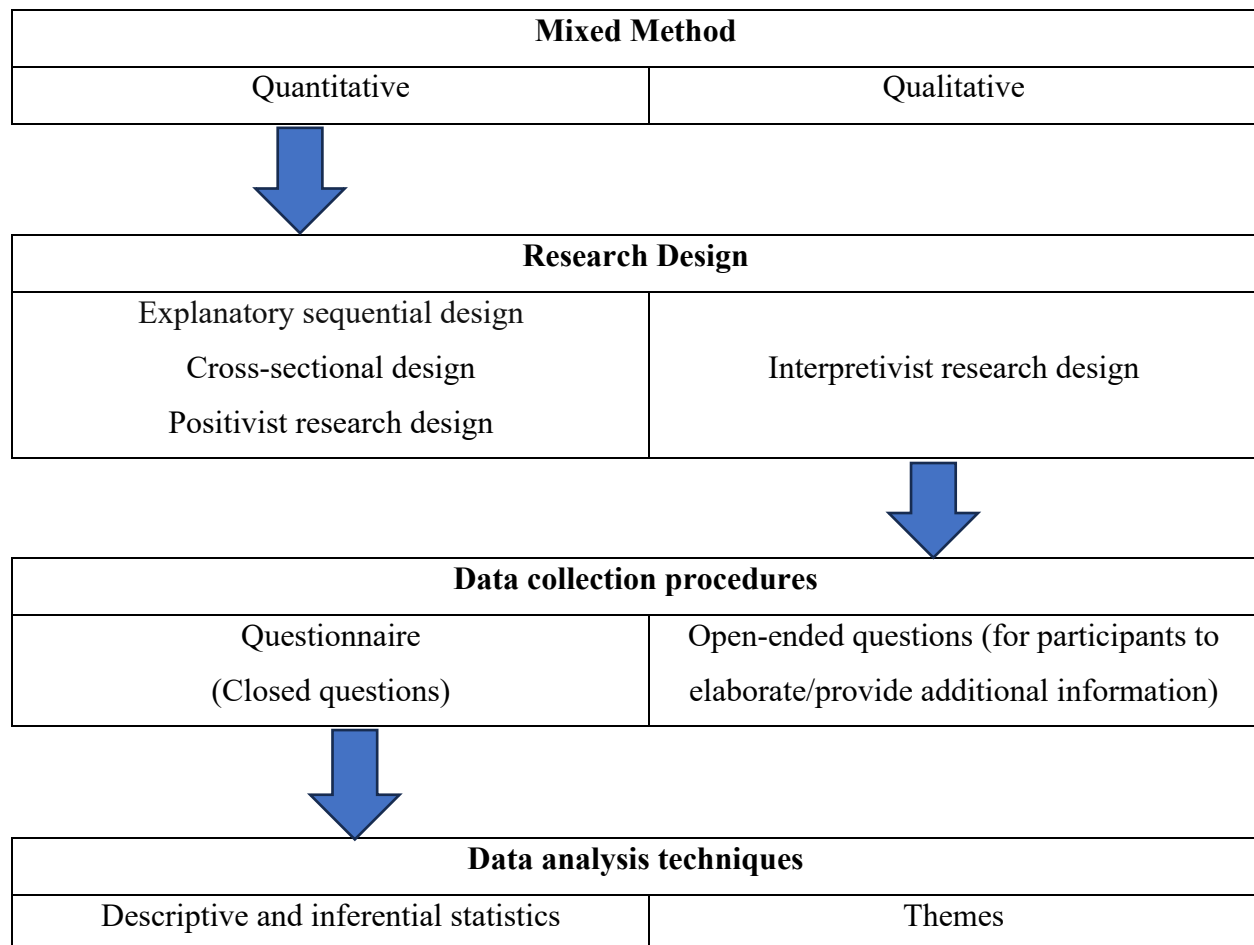 Mixed Method
Quantitative
Qualitative
Research Design
Explanatory sequential design
Cross-sectional design
Positivist research design
Interpretivist research design
Data collection procedures
Questionnaire
(Closed questions)
Open-ended questions (for participants to
elaborate/provide additional information)
Data analysis techniques
Descriptive and inferential statistics
Themes